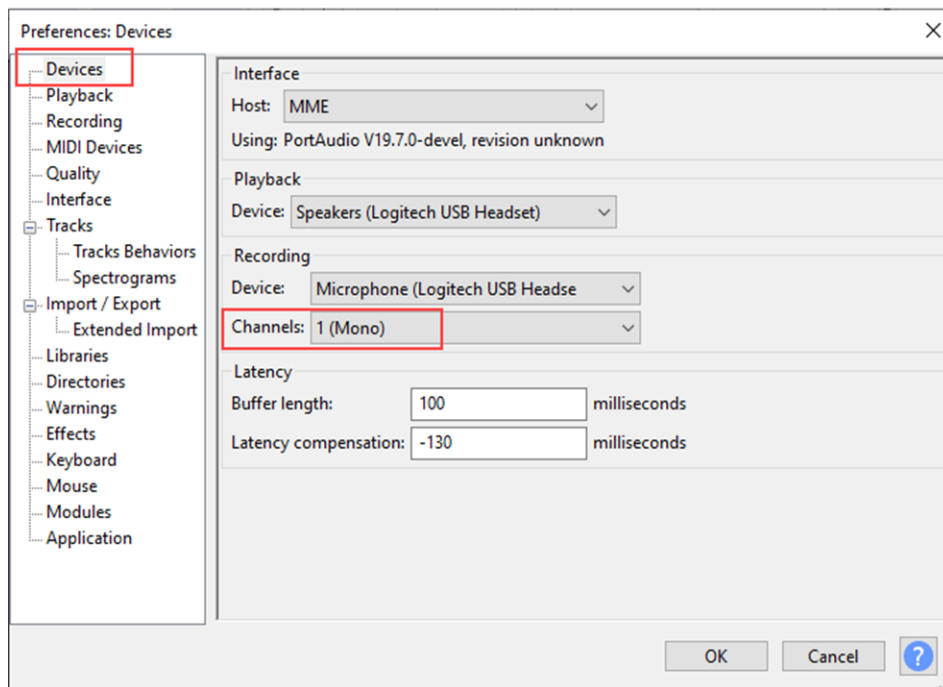 Preferences: Devices
Devices
Playback
Recording
MIDI Devices
Quality
Interface
Tracks
Tracks Behaviors
Spectrograms
Import / Export
Extended Import
Libraries
Directories
Warnings
Effects
Keyboard
Mouse
Modules
Application
Interface
Host: MME
Using: PortAudio V19.7.0-devel, revision unknown
Playback
Device: Speakers (Logitech USB Headset)
Recording
Device: Microphone (Logitech USB Headse
Channels: 1 (Mono)
Latency
Buffer length: 100 milliseconds
Latency compensation: -130 milliseconds
OK Cancel ?